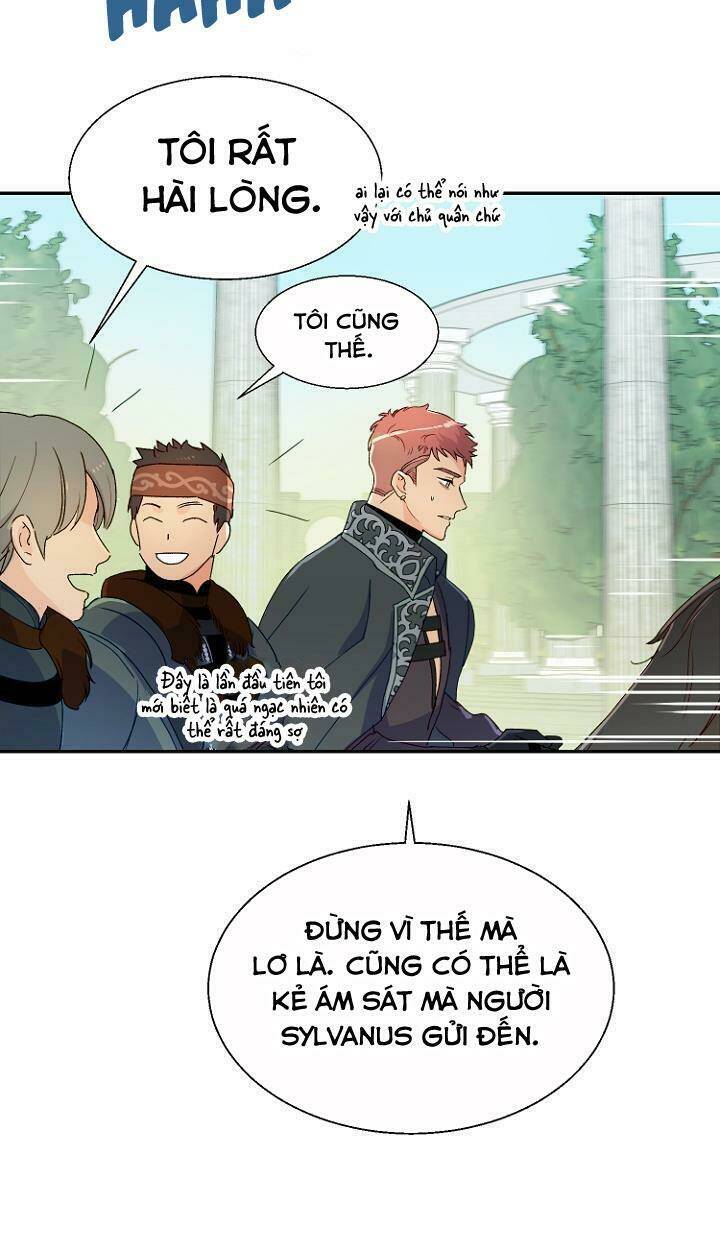 TÔI RẤT
HÀI LÒNG.
ai lại có thể nói như
vậy với chủ quân chứ
TÔI CŨNG
THẾ.
Đây là lần đầu tiên tôi
mới biết là quá ngạc nhiên có
thể rất đáng sợ
ĐỪNG VÌ THẾ MÀ
LƠ LÀ. CŨNG CÓ THỂ LÀ
KẺ ÁM SÁT MÀ NGƯỜI
SYLVANUS GỬI ĐẾN.